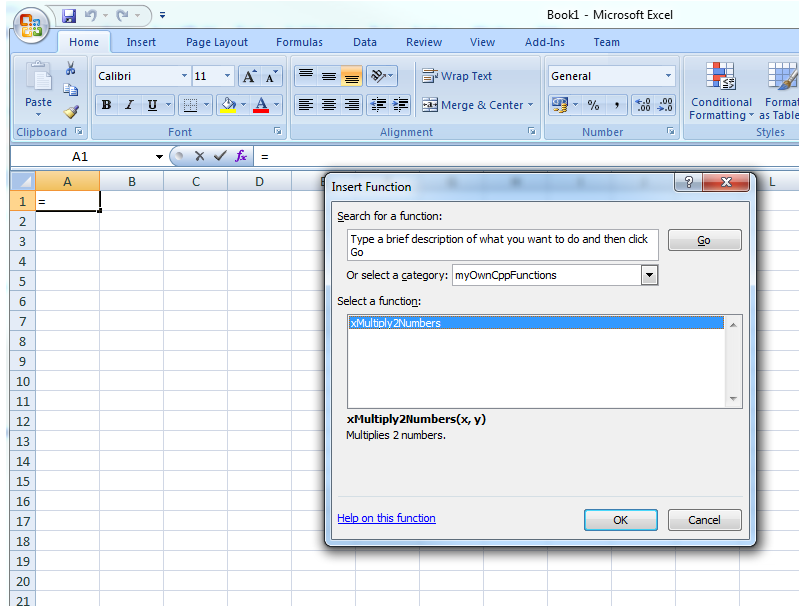 Book1 - Microsoft Excel
Home Insert Page Layout Formulas Data Review View Add-Ins Team
Calibri 11 A A Wrap Text General
Paste B I U A Merge & Center % , .0 .00 .00 .0 Conditional Formatting Format as Table
Clipboard Font Alignment Number Styles
A1 fx =
A B C D L
1 =
2
3
4
5
6
7
8
9
10
11
12
13
14
15
16
17
18
19
20
21
Insert Function
?
Search for a function:
Type a brief description of what you want to do and then click
Go
Go
Or select a category: myOwnCppFunctions
Select a function:
xMultiply2Numbers
xMultiply2Numbers(x, y)
Multiplies 2 numbers.
Help on this function
OK Cancel